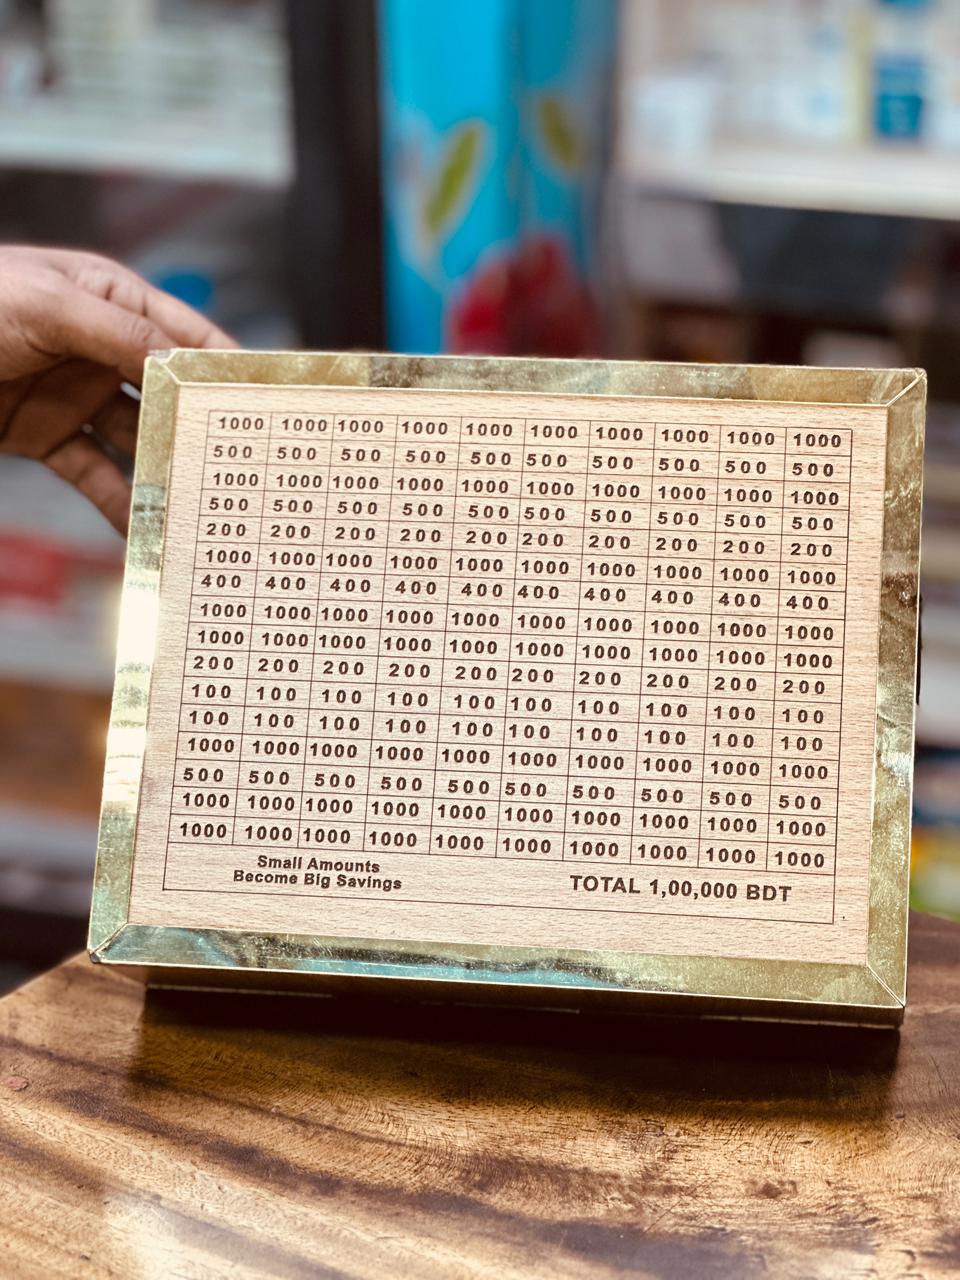 1000 1000 1000 1000 1000 1000 1000 1000 1000 1000
500 500 500 500 500 500 500 500 500 500
1000 1000 1000 1000 1000 1000 1000 1000 1000 1000
500 500 500 500 500 500 500 500 500 500
200 200 200 200 200 200 200 200 200 200
1000 1000 1000 1000 1000 1000 1000 1000 1000 1000
400 400 400 400 400 400 400 400 400 400
1000 1000 1000 1000 1000 1000 1000 1000 1000 1000
1000 1000 1000 1000 1000 1000 1000 1000 1000 1000
200 200 200 200 200 200 200 200 200 200
100 100 100 100 100 100 100 100 100 100
100 100 100 100 100 100 100 100 100 100
1000 1000 1000 1000 1000 1000 1000 1000 1000 1000
500 500 500 500 500 500 500 500 500 500
1000 1000 1000 1000 1000 1000 1000 1000 1000 1000
1000 1000 1000 1000 1000 1000 1000 1000 1000 1000
Small Amounts
Become Big Savings
TOTAL 1,00,000 BDT